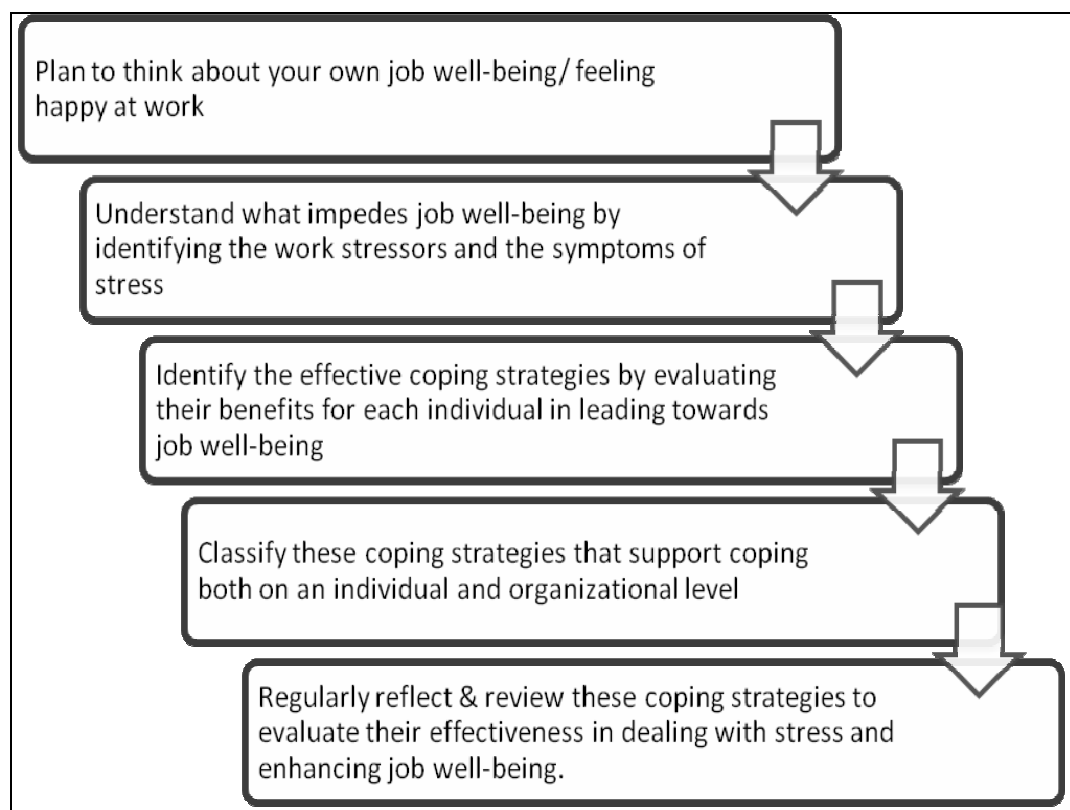 Plan to think about your own job well-being/ feeling
happy at work
Understand what impedes job well-being by
identifying the work stressors and the symptoms of
stress
Identify the effective coping strategies by evaluating
their benefits for each individual in leading towards
job well-being
Classify these coping strategies that support coping
both on an individual and organizational level
Regularly reflect & review these coping strategies to
evaluate their effectiveness in dealing with stress and
enhancing job well-being.